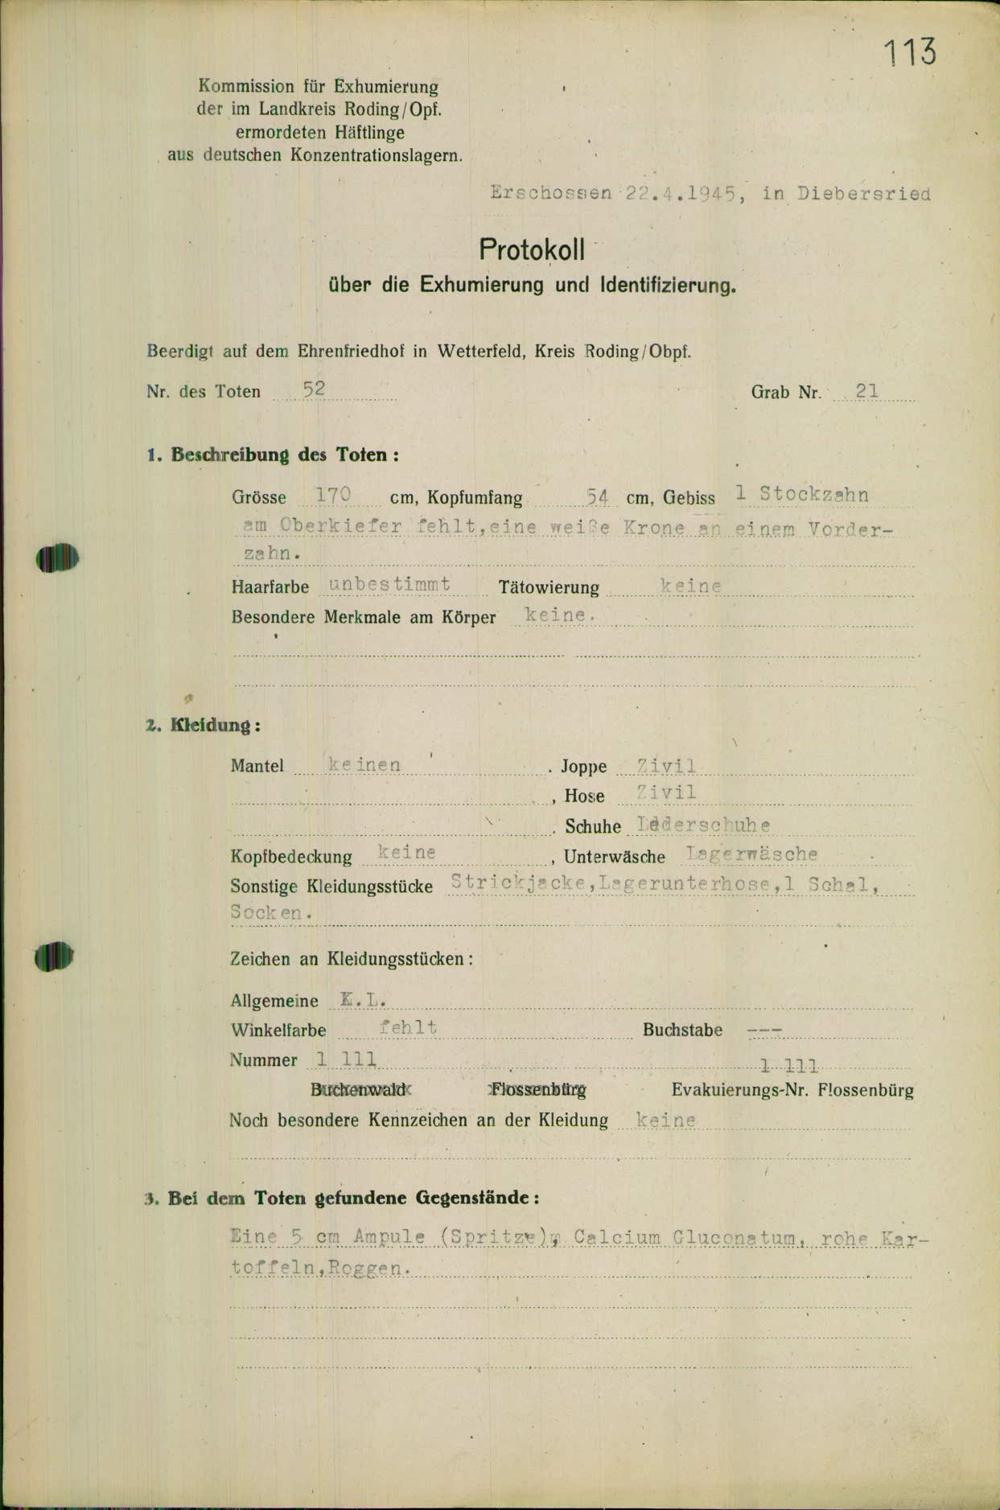 113
Kommission für Exhumierung
der im Landkreis Roding/Opf.
ermordeten Häftlinge
aus deutschen Konzentrationslagern.
Erschossen 22.4.1945, in Diebersried
Protokoll
über die Exhumierung und Identifizierung.
Beerdigt auf dem Ehrenfriedhof in Wetterfeld, Kreis Roding/Obpf.
Nr. des Toten 52 Grab Nr. 21
1. Beschreibung des Toten :
Grösse 170 cm, Kopfumfang 54 cm, Gebiss 1 Stockzahn
am Oberkiefer fehlt,eine weiße Krone an einem Vorder-
zahn.
Haarfarbe unbestimmt Tätowierung keine
Besondere Merkmale am Körper keine.
2. Kleidung :
Mantel keinen . Joppe Zivil
, Hose Zivil
. Schuhe Lederschuhe
Kopfbedeckung keine , Unterwäsche Lagerwäsche
Sonstige Kleidungsstücke Strickjacke,Lagerunterhose,1 Schal,
Socken.
Zeichen an Kleidungsstücken :
Allgemeine K.L.
Winkelfarbe fehlt Buchstabe ---
Nummer 1 111 1 111
Buchenwald Flossenbürg Evakuierungs-Nr. Flossenbürg
Noch besondere Kennzeichen an der Kleidung keine
3. Bei dem Toten gefundene Gegenstände :
Eine 5 cm Ampule (Spritze), Calcium Gluconatum, rohe Kar-
toffeln,Roggen.